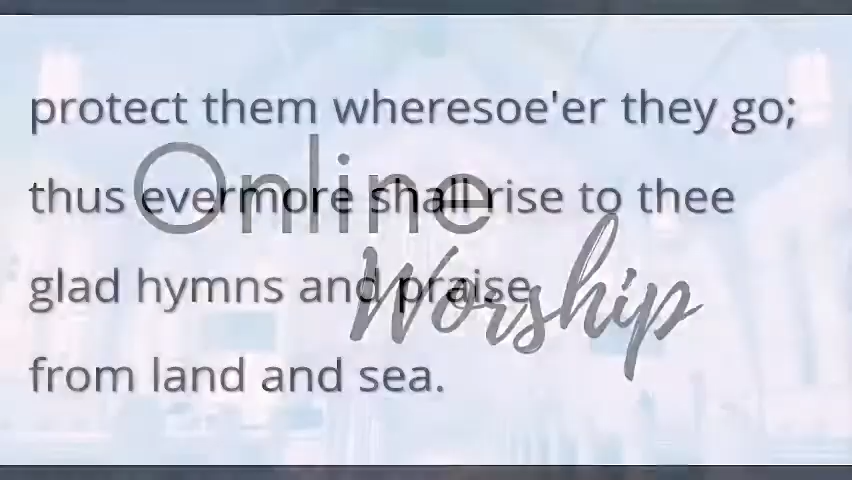 protect them wheresoe'er they go;
Online
thus evermore shall rise to thee
Worship
glad hymns and praise
from land and sea.